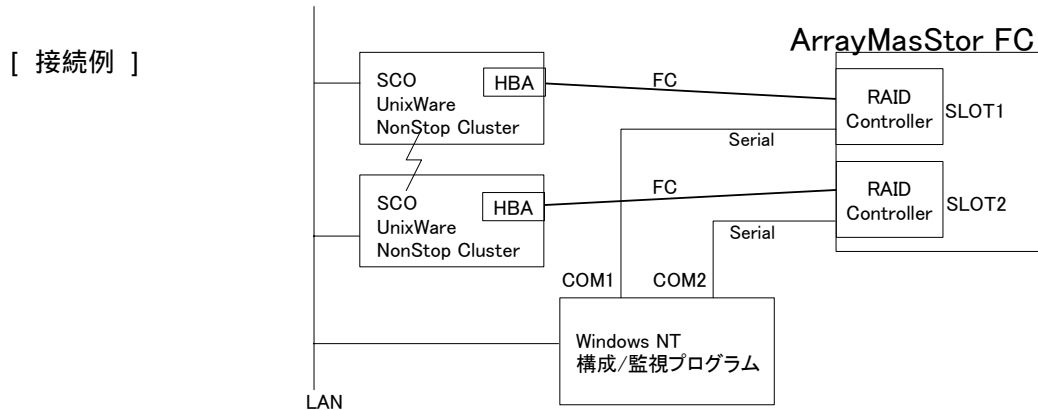 [ 接続例 ]
ArrayMasStor FC
SCO
UnixWare
NonStop Cluster
HBA
FC
RAID
Controller
SLOT1
Serial
SCO
UnixWare
NonStop Cluster
HBA
FC
RAID
Controller
SLOT2
Serial
COM1
COM2
Windows NT
構成/監視プログラム
LAN